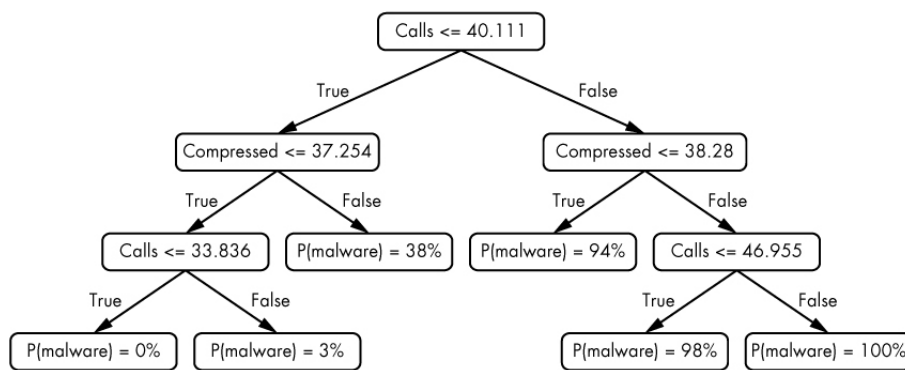 Calls <= 40.111
True
False
Compressed <= 37.254
Compressed <= 38.28
True
False
True
False
Calls <= 33.836
P(malware) = 38%
P(malware) = 94%
Calls <= 46.955
True
False
True
False
P(malware) = 0%
P(malware) = 3%
P(malware) = 98%
P(malware) = 100%